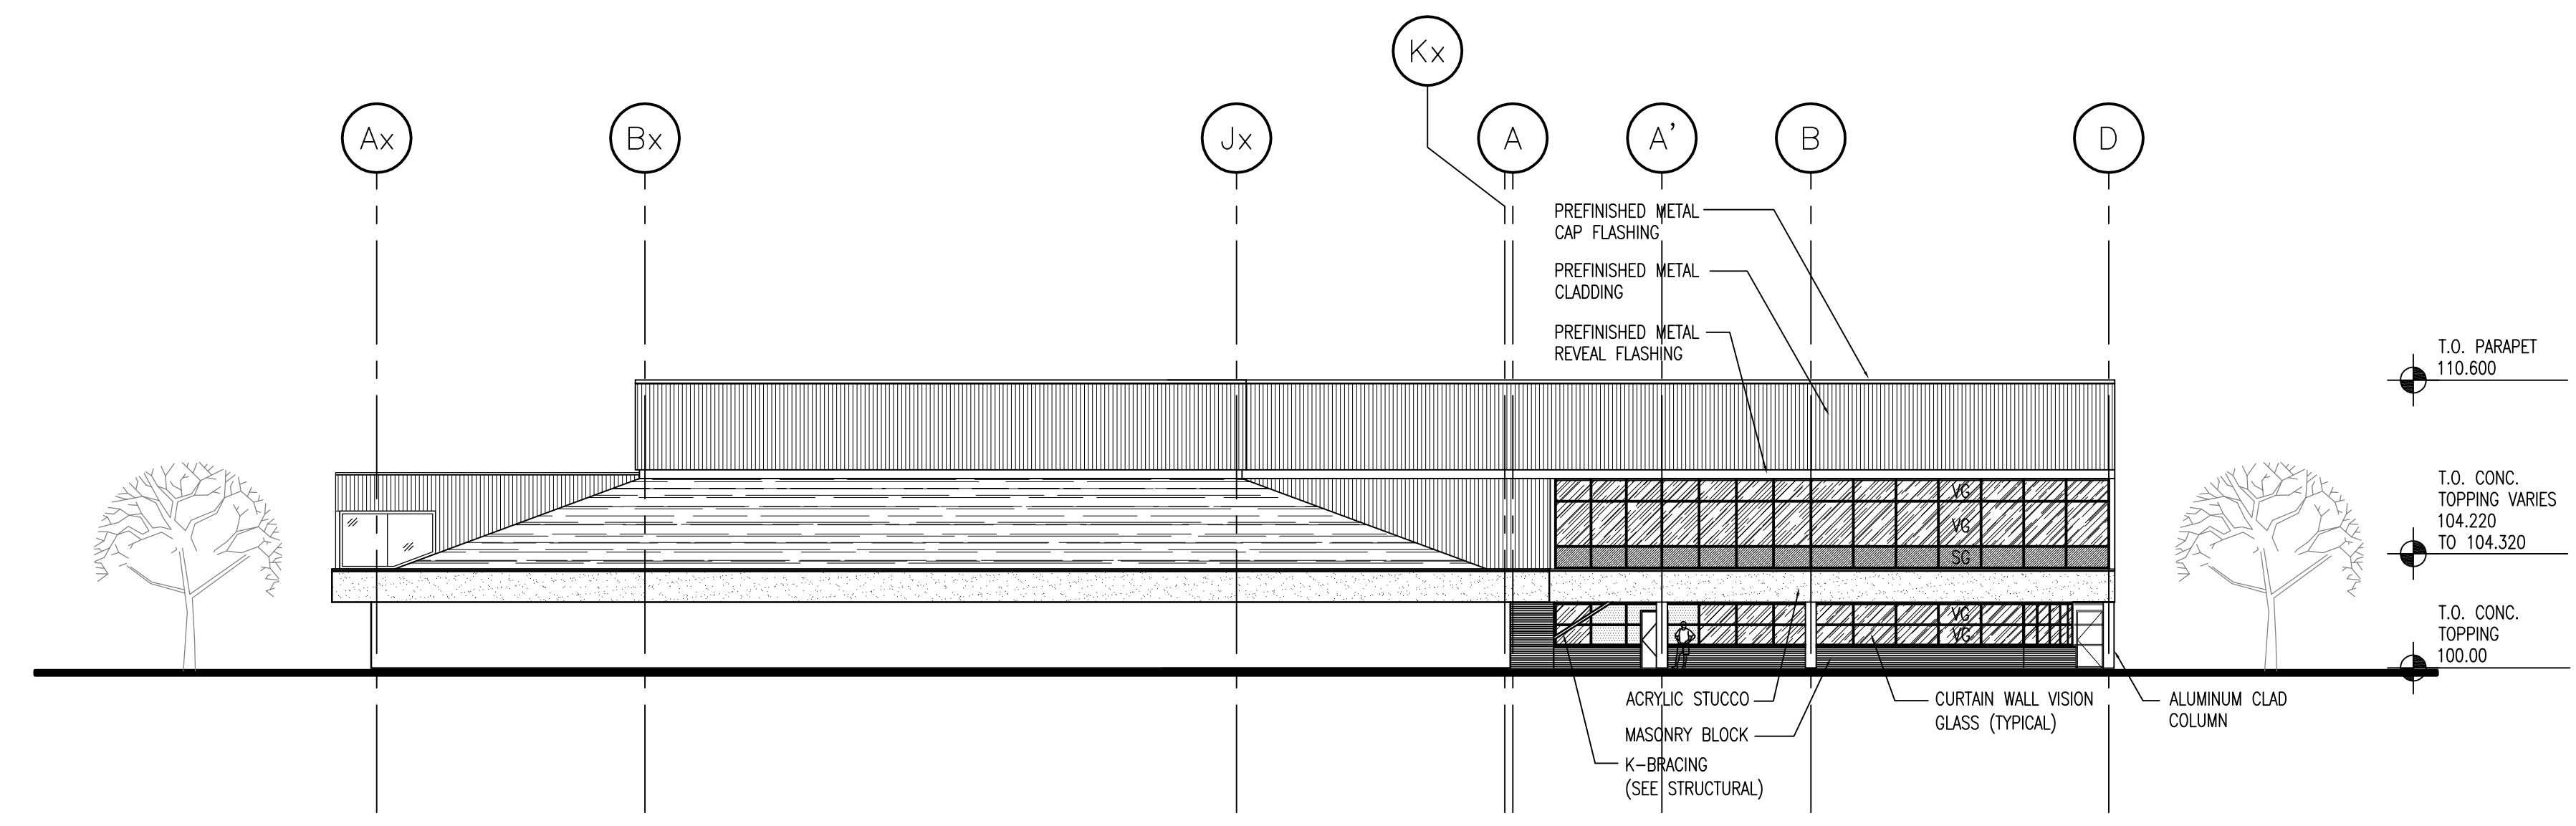 Kx
Ax
Bx
Jx
A
A'
B
D
PREFINISHED METAL
CAP FLASHING
PREFINISHED METAL
CLADDING
PREFINISHED METAL
REVEAL FLASHING
T.O. PARAPET
110.600
T.O. CONC.
TOPPING VARIES
104.220
TO 104.320
T.O. CONC.
TOPPING
100.00
VG
VG
SG
VG
VG
ACRYLIC STUCCO
MASONRY BLOCK
K-BRACING
(SEE STRUCTURAL)
CURTAIN WALL VISION
GLASS (TYPICAL)
ALUMINUM CLAD
COLUMN